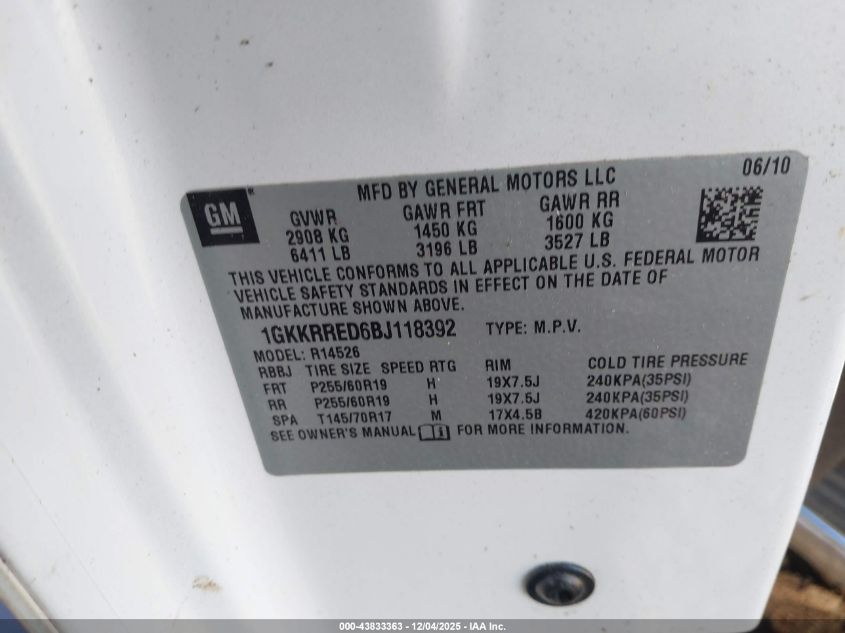 MFD BY GENERAL MOTORS LLC 06/10
GM
GVWR GAWR FRT GAWR RR
2908 KG 1450 KG 1600 KG
6411 LB 3196 LB 3527 LB
THIS VEHICLE CONFORMS TO ALL APPLICABLE U.S. FEDERAL MOTOR
VEHICLE SAFETY STANDARDS IN EFFECT ON THE DATE OF
MANUFACTURE SHOWN ABOVE.
1GKKRRED6BJ118392 TYPE: M.P.V.
MODEL: R14526
RBBJ TIRE SIZE SPEED RTG RIM COLD TIRE PRESSURE
FRT P255/60R19 H 19X7.5J 240KPA(35PSI)
RR P255/60R19 H 19X7.5J 240KPA(35PSI)
SPA T145/70R17 M 17X4.5B 420KPA(60PSI)
SEE OWNER'S MANUAL FOR MORE INFORMATION.
000-43833363 - 12/04/2025 - IAA Inc.